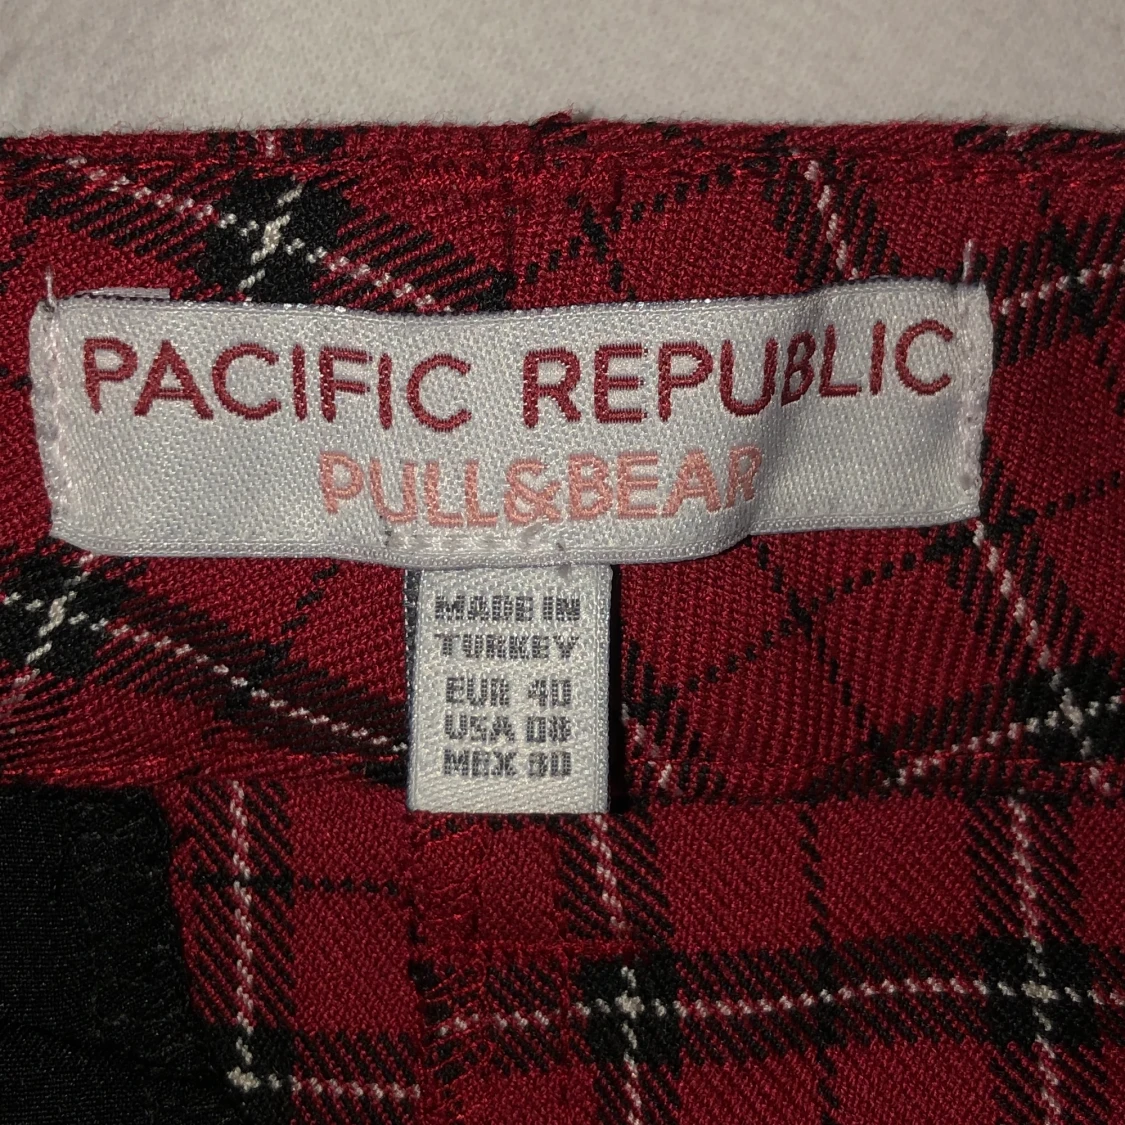 PACIFIC REPUBLIC
PULL&BEAR
MADE IN
TURKEY
EUR 40
USA 08
MEX 30